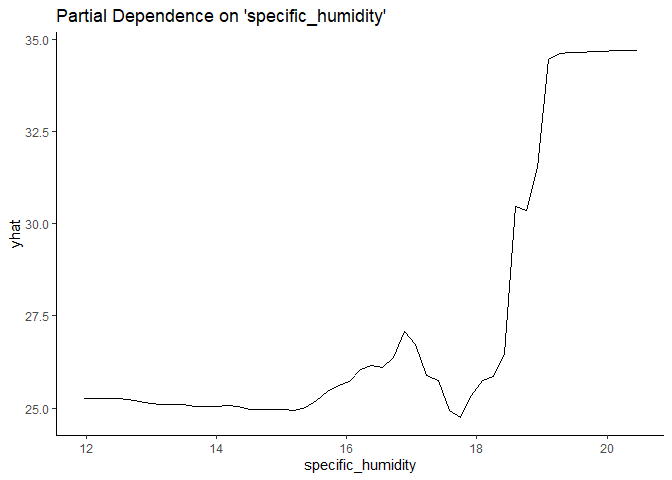 Partial Dependence on 'specific_humidity'
35.0
32.5
30.0
27.5
25.0
yhat
12 14 16 18 20
specific_humidity